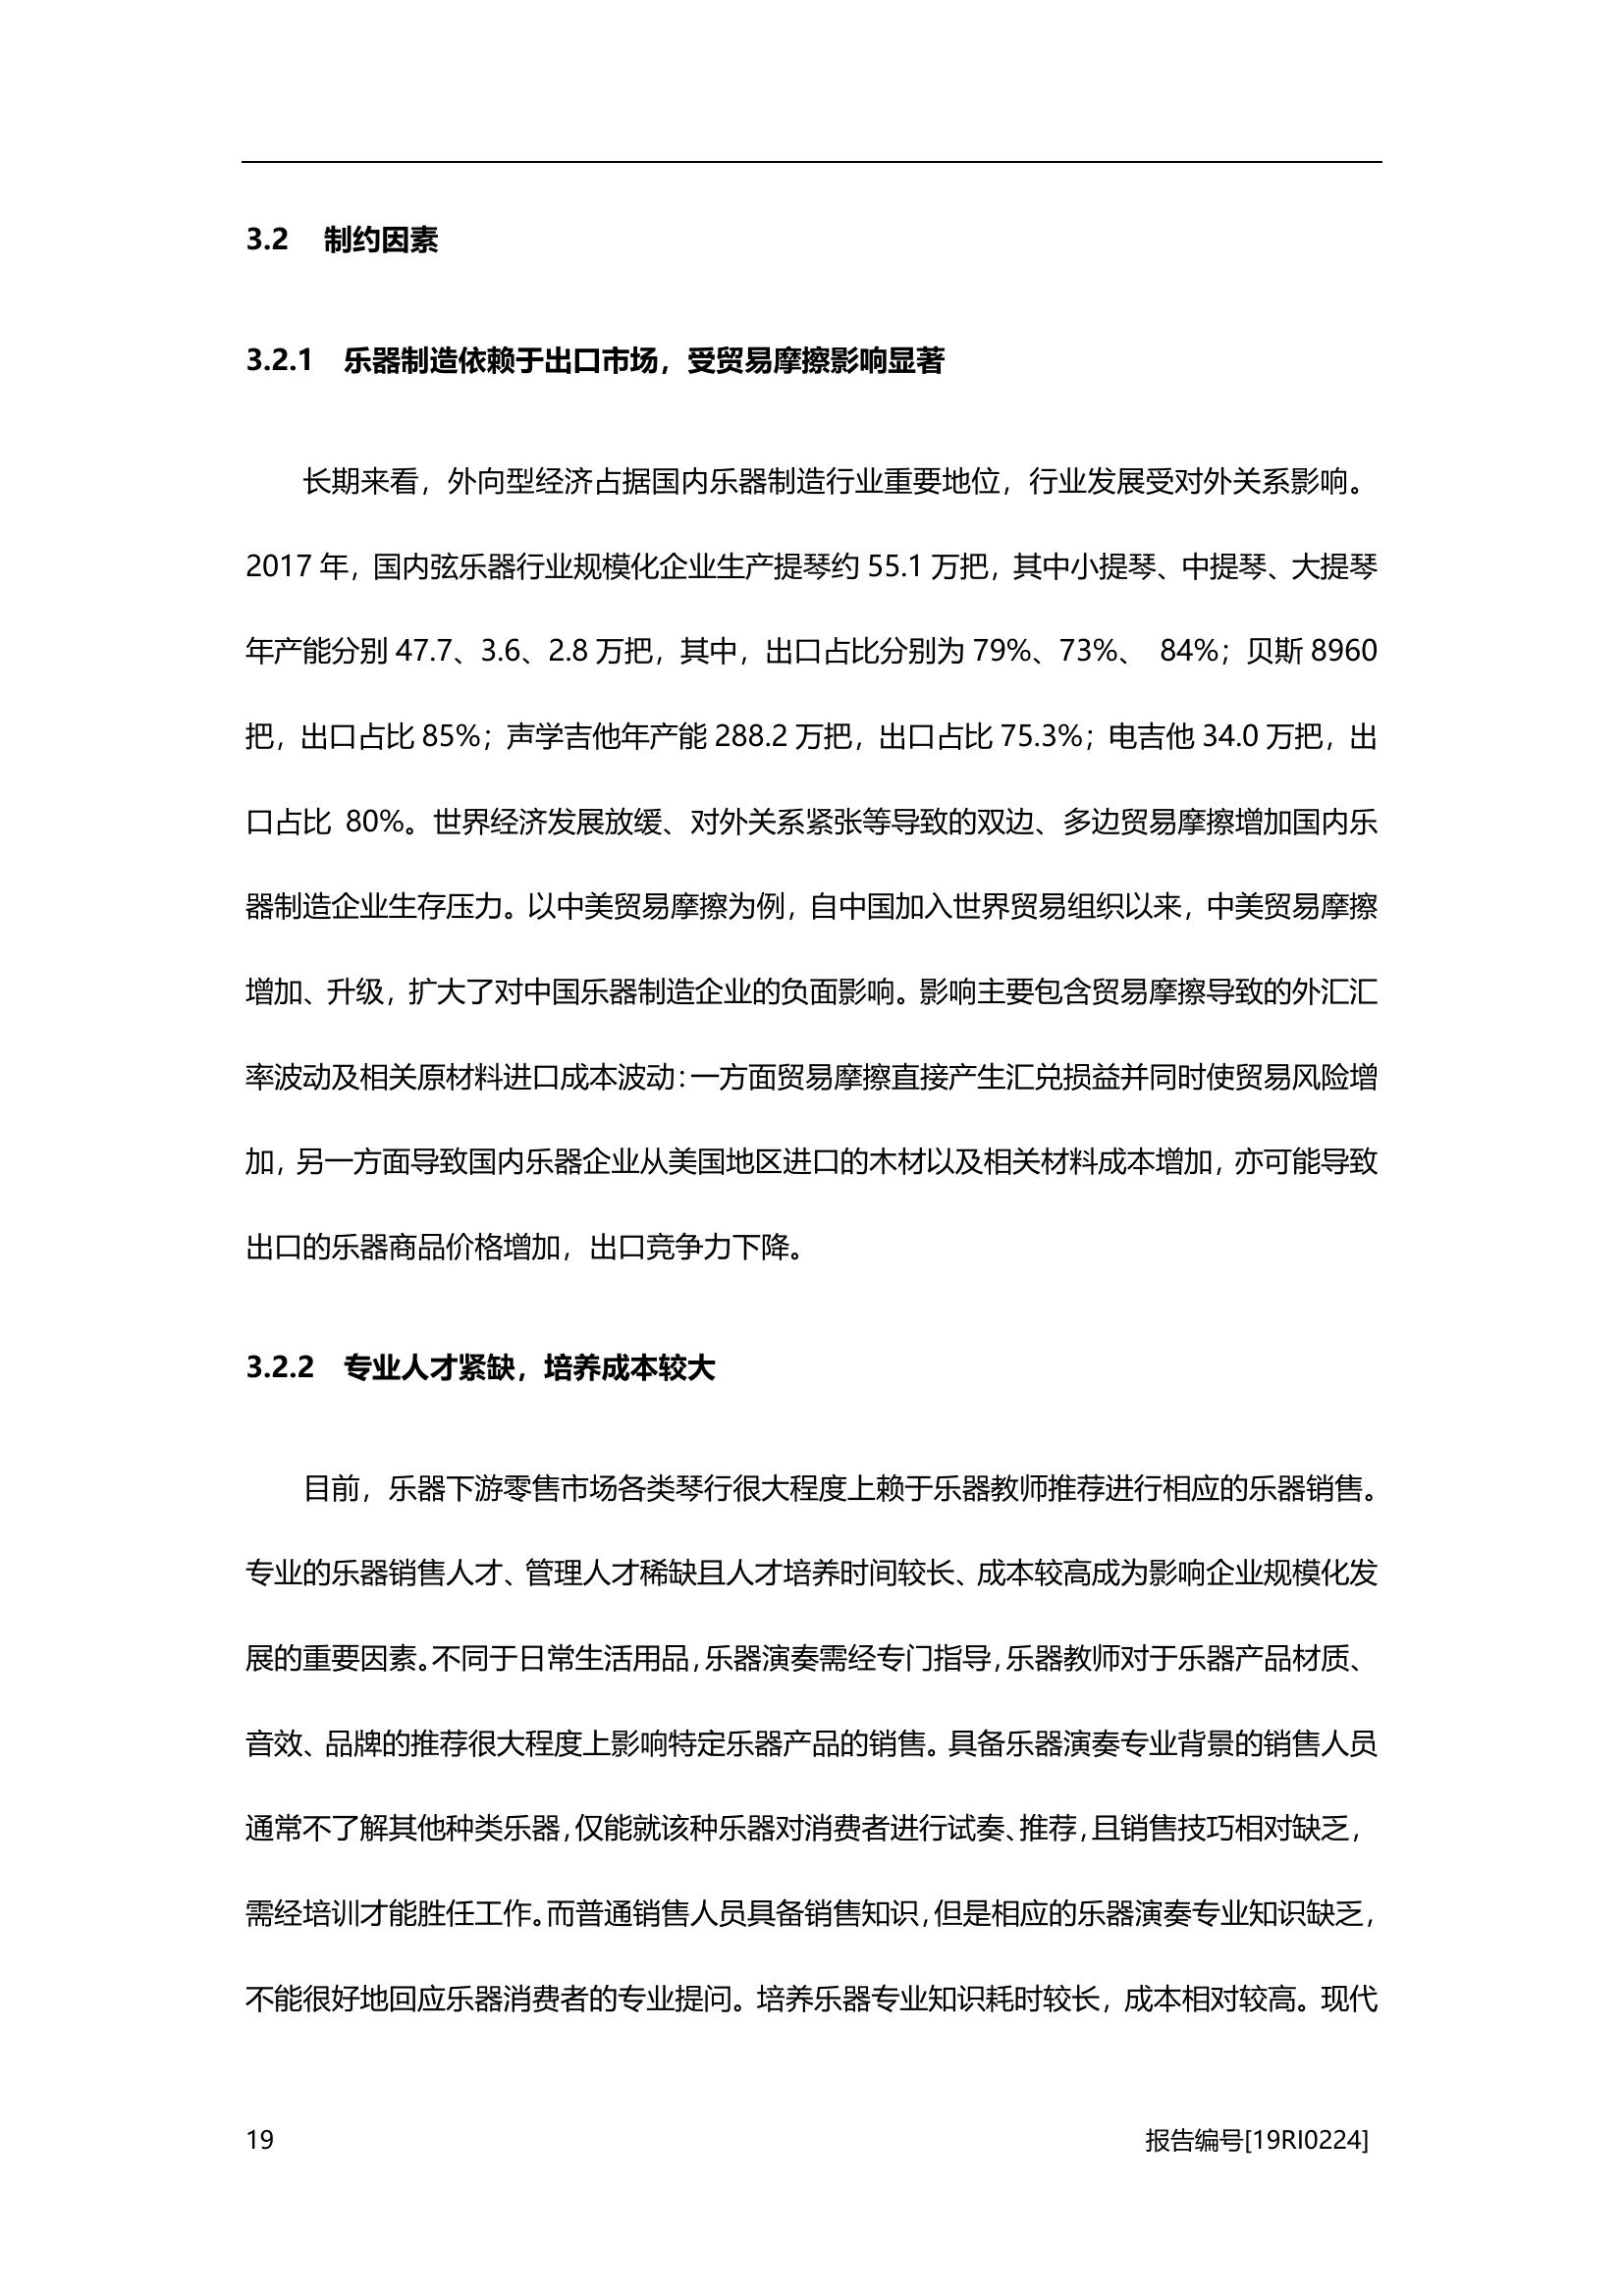 3.2 制约因素
3.2.1 乐器制造依赖于出口市场，受贸易摩擦影响显著
长期来看，外向型经济占据国内乐器制造行业重要地位，行业发展受对外关系影响。
2017 年，国内弦乐器行业规模化企业生产提琴约 55.1 万把，其中小提琴、中提琴、大提琴
年产能分别 47.7、3.6、2.8 万把，其中，出口占比分别为 79%、73%、 84%；贝斯 8960
把，出口占比 85%；声学吉他年产能 288.2 万把，出口占比 75.3%；电吉他 34.0 万把，出
口占比 80%。世界经济发展放缓、对外关系紧张等导致的双边、多边贸易摩擦增加国内乐
器制造企业生存压力。以中美贸易摩擦为例，自中国加入世界贸易组织以来，中美贸易摩擦
增加、升级，扩大了对中国乐器制造企业的负面影响。影响主要包含贸易摩擦导致的外汇汇
率波动及相关原材料进口成本波动：一方面贸易摩擦直接产生汇兑损益并同时使贸易风险增
加，另一方面导致国内乐器企业从美国地区进口的木材以及相关材料成本增加，亦可能导致
出口的乐器商品价格增加，出口竞争力下降。
3.2.2 专业人才紧缺，培养成本较大
目前，乐器下游零售市场各类琴行很大程度上赖于乐器教师推荐进行相应的乐器销售。
专业的乐器销售人才、管理人才稀缺且人才培养时间较长、成本较高成为影响企业规模化发
展的重要因素。不同于日常生活用品，乐器演奏需经专门指导，乐器教师对于乐器产品材质、
音效、品牌的推荐很大程度上影响特定乐器产品的销售。具备乐器演奏专业背景的销售人员
通常不了解其他种类乐器，仅能就该种乐器对消费者进行试奏、推荐，且销售技巧相对缺乏，
需经培训才能胜任工作。而普通销售人员具备销售知识，但是相应的乐器演奏专业知识缺乏，
不能很好地回应乐器消费者的专业提问。培养乐器专业知识耗时较长，成本相对较高。现代
19 报告编号[19RI0224]